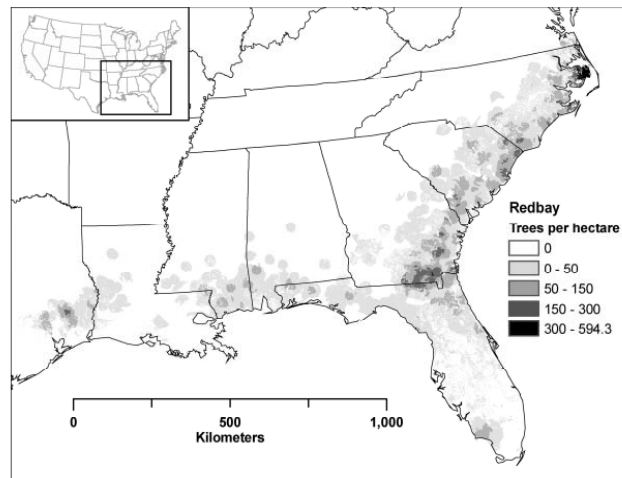 Redbay
Trees per hectare
0
0 - 50
50 - 150
150 - 300
300 - 594.3
0 500 1,000
Kilometers